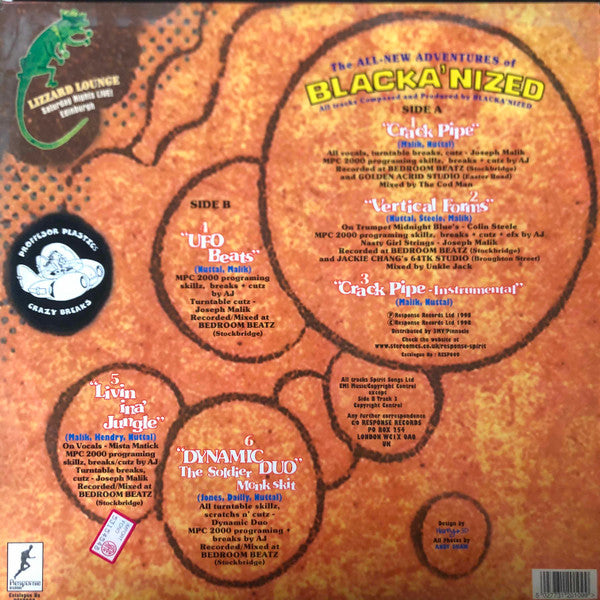 LIZZARD LOUNGE
Saturday Nights LIVE!
Edinburgh
The ALL-NEW ADVENTURES of
BLACKA'NIZED
All tracks Composed and Produced by BLACKA'NIZED
SIDE A
1
"Crack Pipe"
(Malik, Nuttal)
All vocals, turntable breaks, cutz - Joseph Malik
MPC 2000 programing skillz, breaks + cutz by AJ
Recorded at BEDROOM BEATZ (Stockbridge)
and GOLDEN ACRID STUDIO (Easter Road)
Mixed by The Cod Man
2
"Vertical Forms"
(Nuttal, Steele, Malik)
On Trumpet Midnight Blue's - Colin Steele
MPC 2000 programing skillz, breaks + cutz + efx by AJ
Nasty Girl Strings - Joseph Malik
Recorded at BEDROOM BEATZ (Stockbridge)
and JACKIE CHANG's 64TK STUDIO (Broughton Street)
Mixed by Unkle Jack
3
"Crack Pipe -Instrumental"
(Malik, Nuttal)
℗ Response Records Ltd 1998
© Response Records Ltd 1998
Distributed by SMV/Pinnacle
Check the website at
www.stereomcs.co.uk/response-spirit
Catalogue No : RESP009
SIDE B
1
"UFO
Beats"
(Nuttal, Malik)
MPC 2000 programing
skillz, breaks + cutz
by AJ
Turntable cutz -
Joseph Malik
Recorded/Mixed at
BEDROOM BEATZ
(Stockbridge)
PROFESSOR PLASTIC
CRAZY BREAKS
5
"Livin
ina'
Jungle"
(Malik, Hendry, Nuttal)
On Vocals - Mista Matick
MPC 2000 programing
skillz, breaks/cutz by AJ
Turntable breaks,
cutz - Joseph Malik
Recorded/Mixed at
BEDROOM BEATZ
(Stockbridge)
6
"DYNAMIC DUO"
The Soldier
Monk skit
(Jones, Dailly, Nuttal)
All turntable skillz,
scratchs n' cutz -
Dynamic Duo
MPC 2000 programing +
breaks by AJ
Recorded/Mixed at
BEDROOM BEATZ
(Stockbridge)
All tracks Spirit Songs Ltd
EMI Music/Copyright Control
except
Side B Track 3
Copyright Control
Any further correspondence
CO RESPONSE RECORDS
PO BOX 154
LONDON WC1X 0AO
UK
Design by
All Photos by
ANDY SHAW
Response